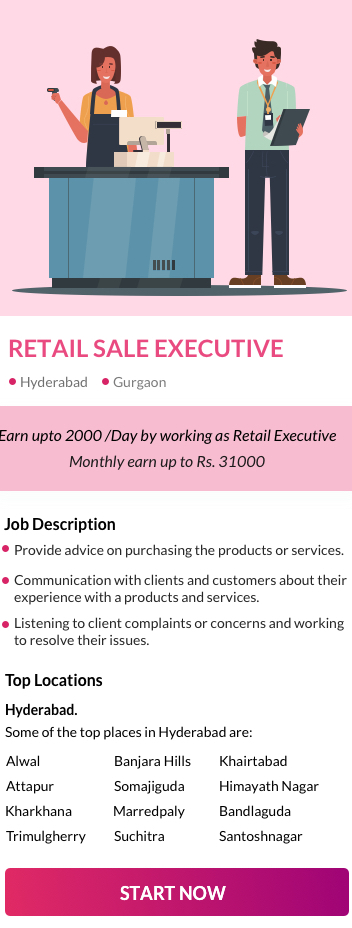 RETAIL SALE EXECUTIVE
Hyderabad Gurgaon
Earn upto 2000 /Day by working as Retail Executive
Monthly earn up to Rs. 31000
Job Description
Provide advice on purchasing the products or services.
Communication with clients and customers about their
experience with a products and services.
Listening to client complaints or concerns and working
to resolve their issues.
Top Locations
Hyderabad.
Some of the top places in Hyderabad are:
Alwal Banjara Hills Khairtabad
Attapur Somajiguda Himayath Nagar
Kharkhana Marredpaly Bandlaguda
Trimulgherry Suchitra Santoshnagar
START NOW